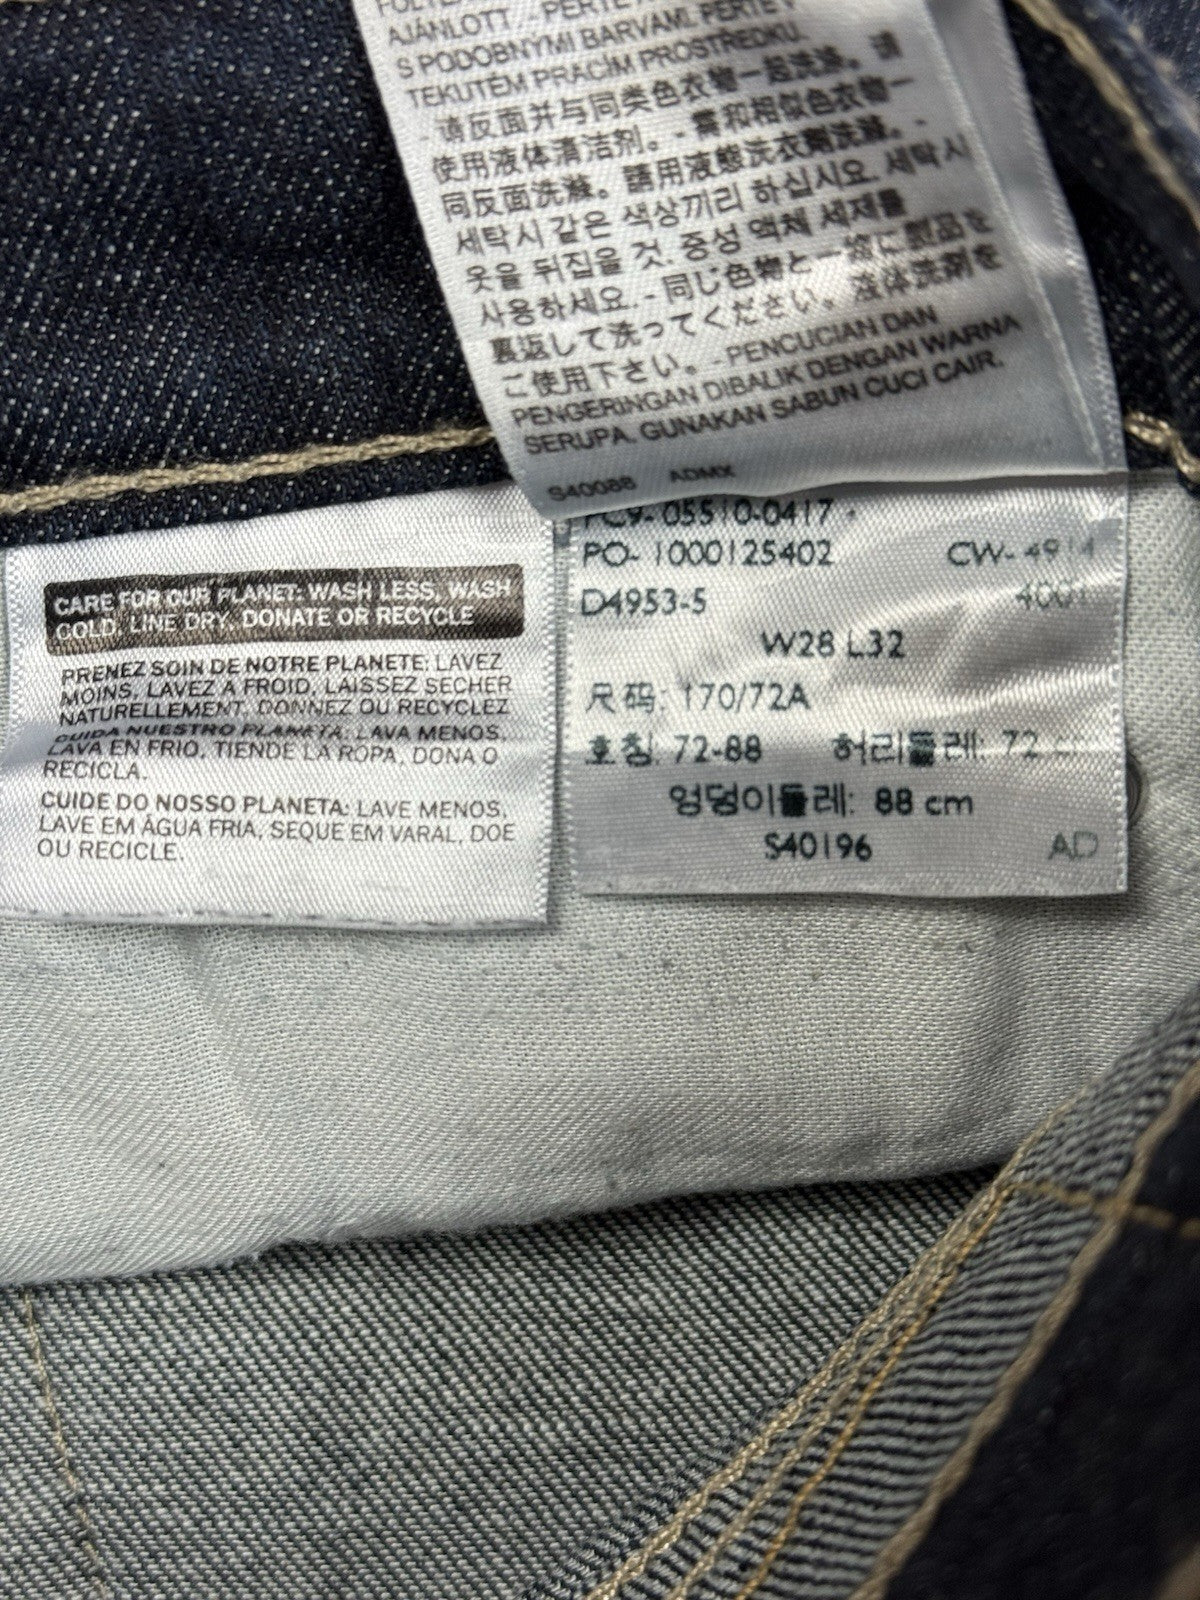 AJÁNLOTT. - PERTE
S PODOBNÝMI BARVAMI. PERTE V
TEKUTÉM PRACÍM PROSTŘEDKU.
- 请反面并与同类色衣物一起洗涤。请
使用液体清洁剂。- 需和相似色衣物一
同反面洗滌。請用液態洗衣劑洗滌。-
세탁시 같은 색상끼리 하십시오. 세탁시
옷을 뒤집을 것. 중성 액체 세제를
사용하세요. - 同じ色物と一緒に製品を
裏返して洗ってください。液体洗剤を
ご使用下さい。- PENCUCIAN DAN
PENGERINGAN DIBALIK DENGAN WARNA
SERUPA. GUNAKAN SABUN CUCI CAIR.
S40088 ADMX
PC9-05510-0417
PO- 1000125402 CW- 4914
D4953-5 4001
W28 L32
尺码: 170/72A
호칭: 72-88 허리둘레: 72
엉덩이둘레: 88 cm
S40196 AD
CARE FOR OUR PLANET: WASH LESS, WASH
COLD, LINE DRY, DONATE OR RECYCLE
PRENEZ SOIN DE NOTRE PLANETE: LAVEZ
MOINS, LAVEZ A FROID, LAISSEZ SECHER
NATURELLEMENT, DONNEZ OU RECYCLEZ
CUIDA NUESTRO PLANETA: LAVA MENOS,
LAVA EN FRIO, TIENDE LA ROPA, DONA O
RECICLA.
CUIDE DO NOSSO PLANETA: LAVE MENOS,
LAVE EM ÁGUA FRIA, SEQUE EM VARAL, DOE
OU RECICLE.